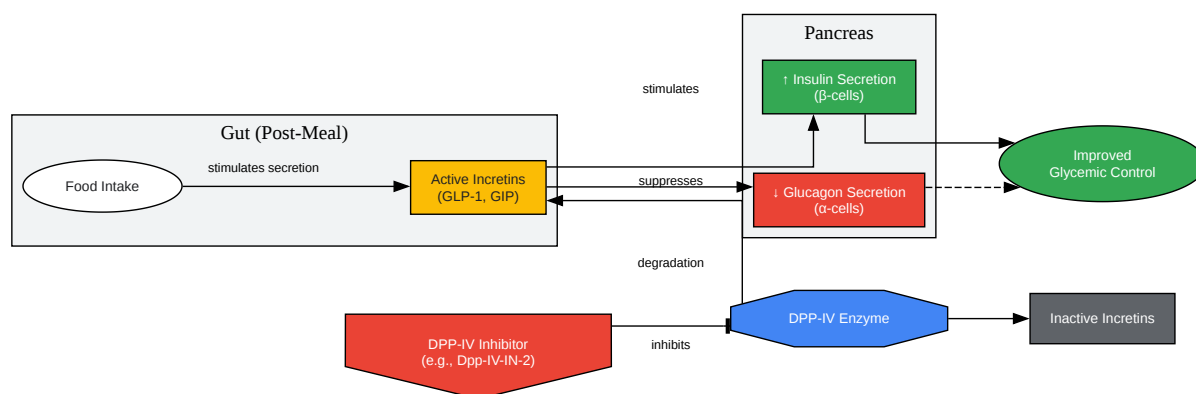 Pancreas
↑ Insulin Secretion
(β-cells)
stimulates
Gut (Post-Meal)
Improved
Glycemic Control
stimulates secretion
Food Intake
Active Incretins
(GLP-1, GIP)
suppresses
↓ Glucagon Secretion
(α-cells)
degradation
DPP-IV Enzyme
Inactive Incretins
DPP-IV Inhibitor
(e.g., Dpp-IV-IN-2)
inhibits